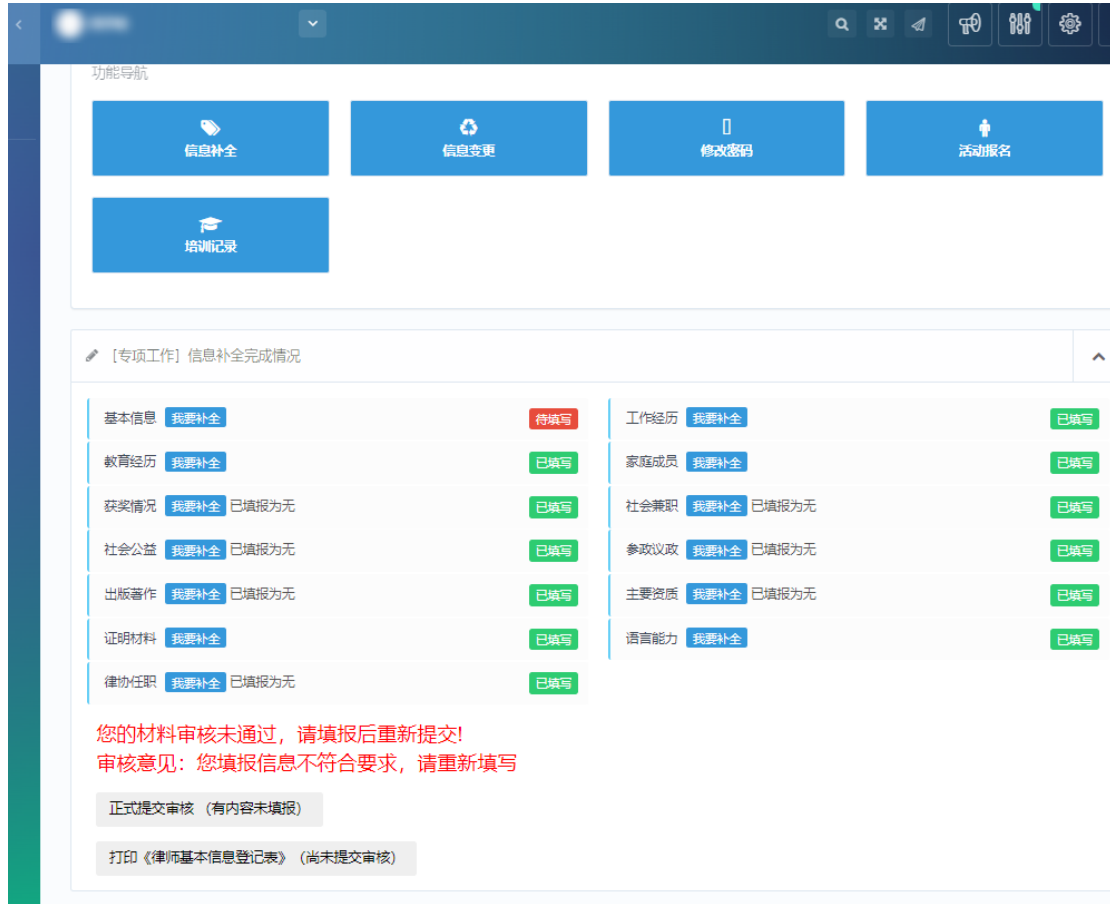 功能导航
信息补全
信息变更
修改密码
活动报名
培训记录
[专项工作] 信息补全完成情况
基本信息 我要补全 待填写
工作经历 我要补全 已填写
教育经历 我要补全 已填写
家庭成员 我要补全 已填写
获奖情况 我要补全 已填报为无 已填写
社会兼职 我要补全 已填报为无 已填写
社会公益 我要补全 已填报为无 已填写
参政议政 我要补全 已填报为无 已填写
出版著作 我要补全 已填报为无 已填写
主要资质 我要补全 已填报为无 已填写
证明材料 我要补全 已填写
语言能力 我要补全 已填写
律协任职 我要补全 已填报为无 已填写
您的材料审核未通过，请填报后重新提交!
审核意见：您填报信息不符合要求，请重新填写
正式提交审核 （有内容未填报）
打印《律师基本信息登记表》（尚未提交审核）